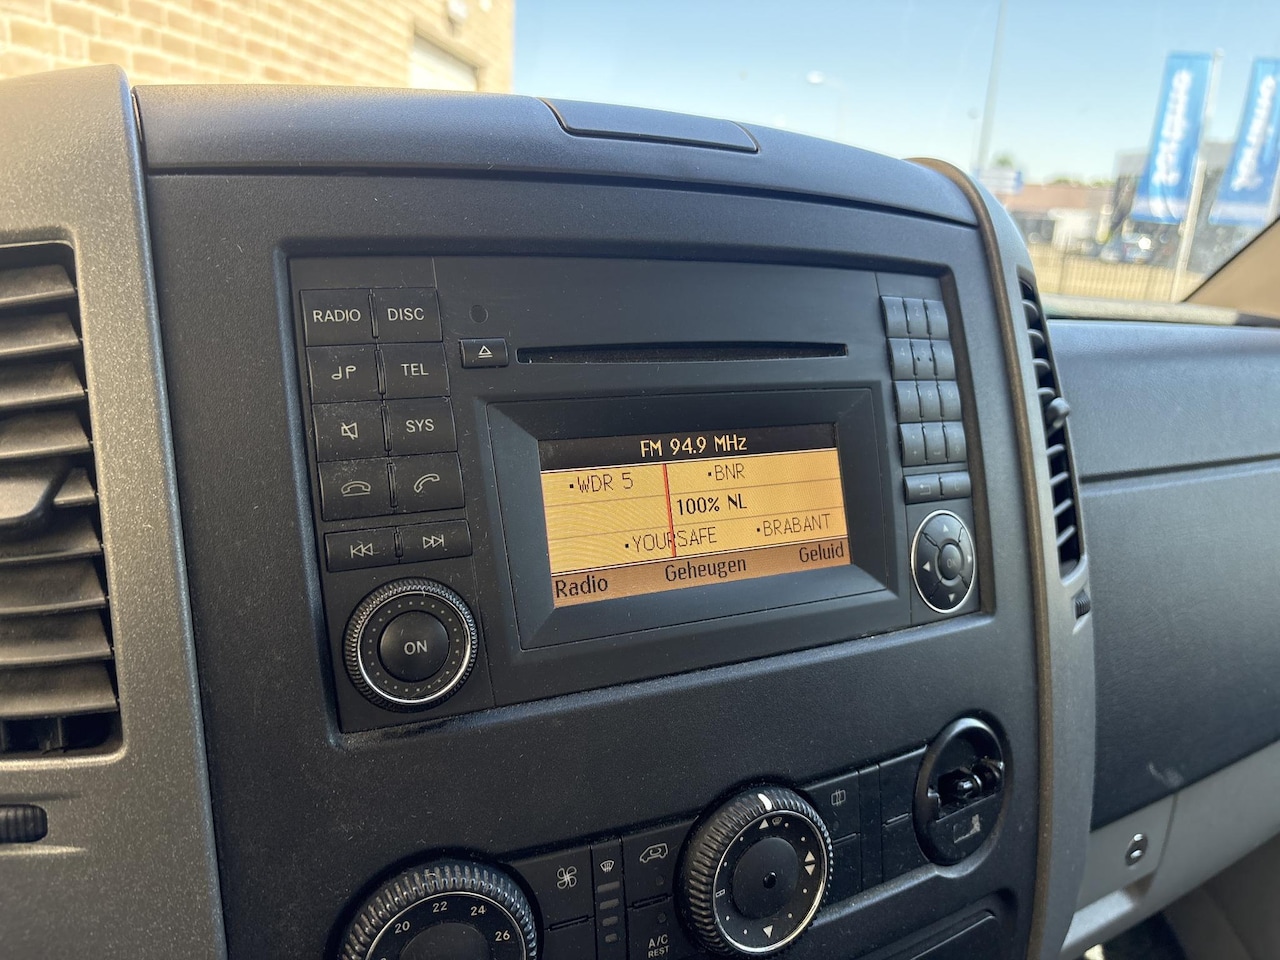 RADIO DISC
TEL
SYS
ON
FM 94.9 MHz
WDR 5 BNR
100% NL
YOURSAFE BRABANT
Radio Geheugen Geluid
20 22 24 26
A/C
REST